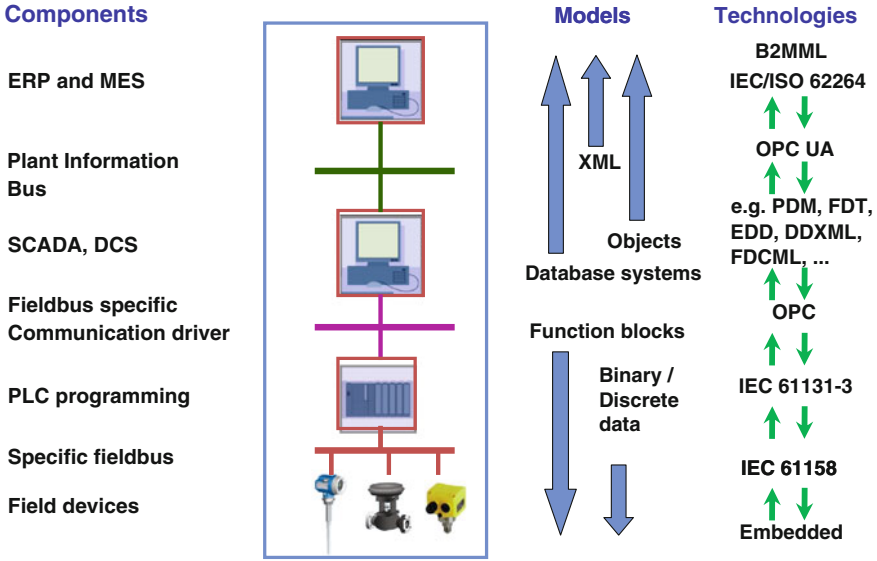 Components
Models
Technologies
ERP and MES
Plant Information
Bus
SCADA, DCS
Fieldbus specific
Communication driver
PLC programming
Specific fieldbus
Field devices
XML
Objects
Database systems
Function blocks
Binary /
Discrete
data
B2MML
IEC/ISO 62264
OPC UA
e.g. PDM, FDT,
EDD, DDXML,
FDCML, ...
OPC
IEC 61131-3
IEC 61158
Embedded